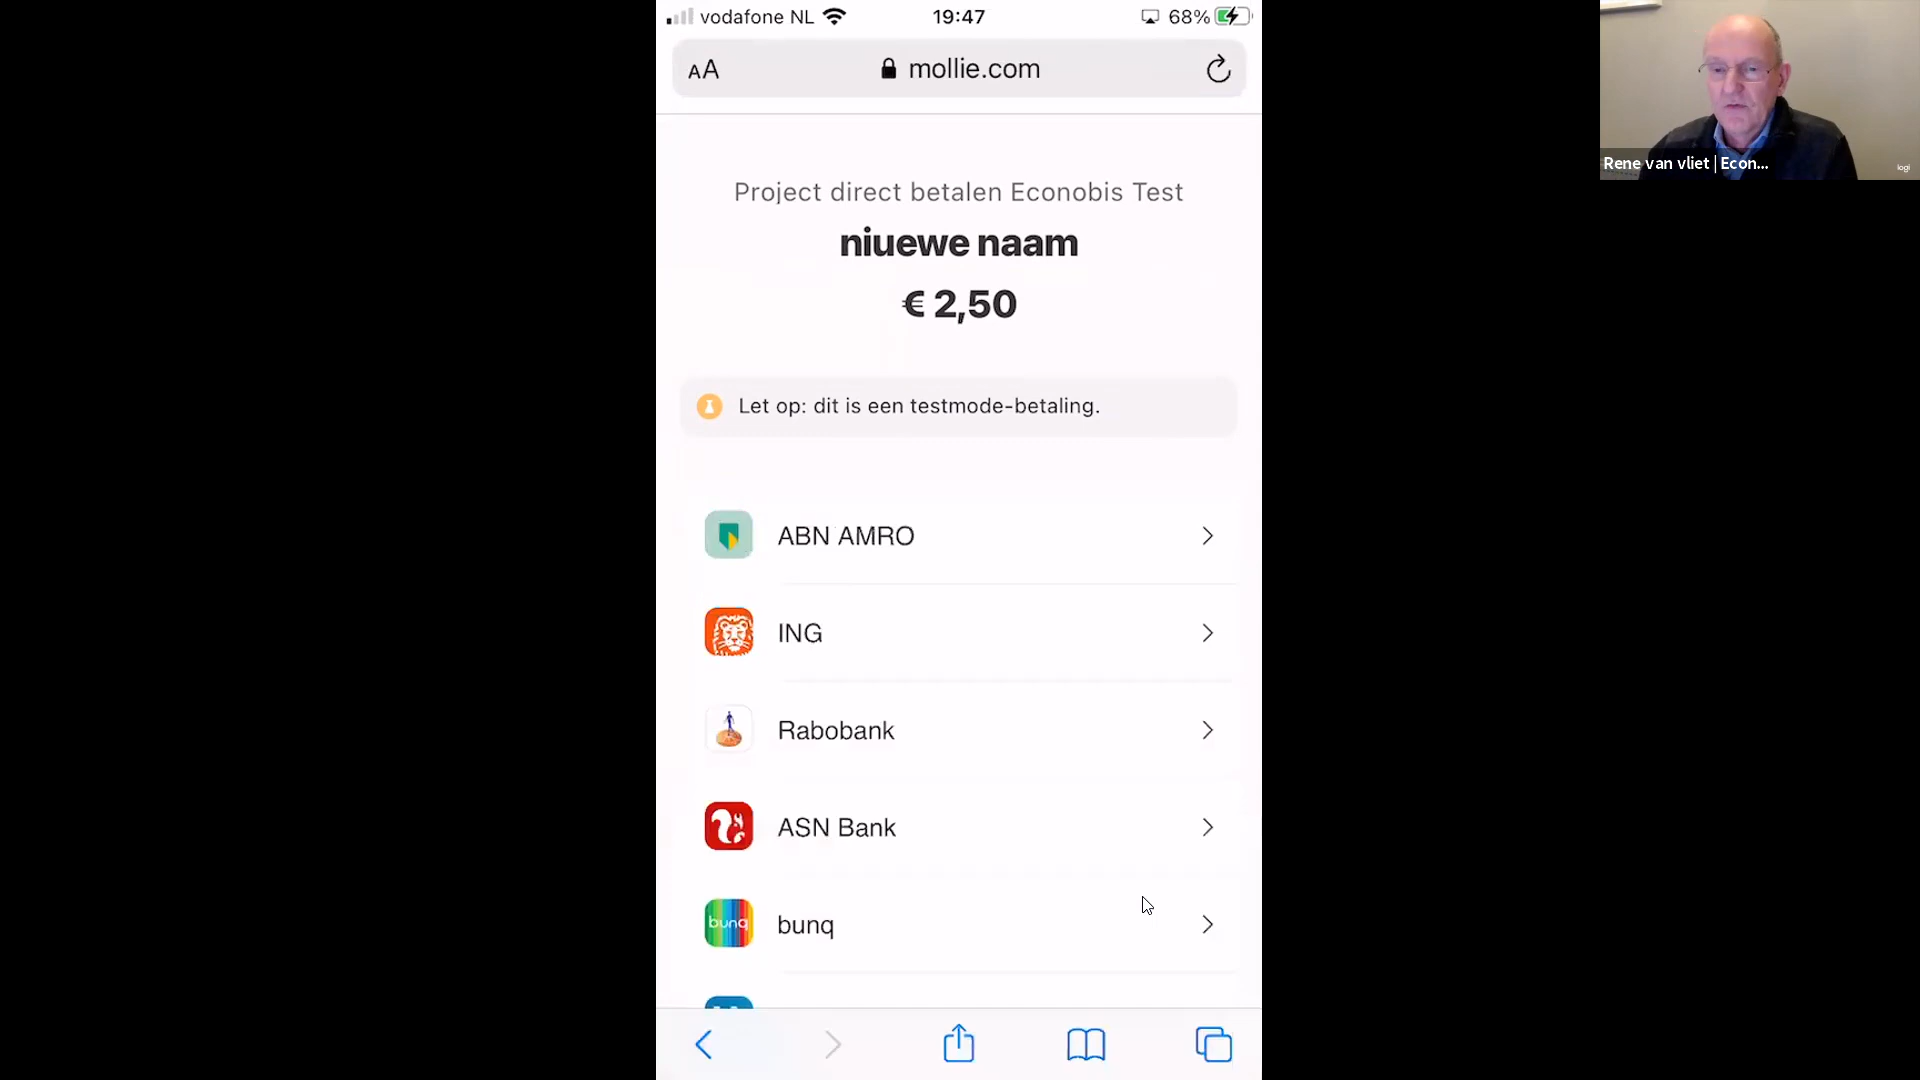 vodafone NL 19:47 68%
AA mollie.com
Rene van vliet | Econ...
logi
Project direct betalen Econobis Test
niuewe naam
€ 2,50
Let op: dit is een testmode-betaling.
ABN AMRO
ING
Rabobank
ASN Bank
bunq bunq